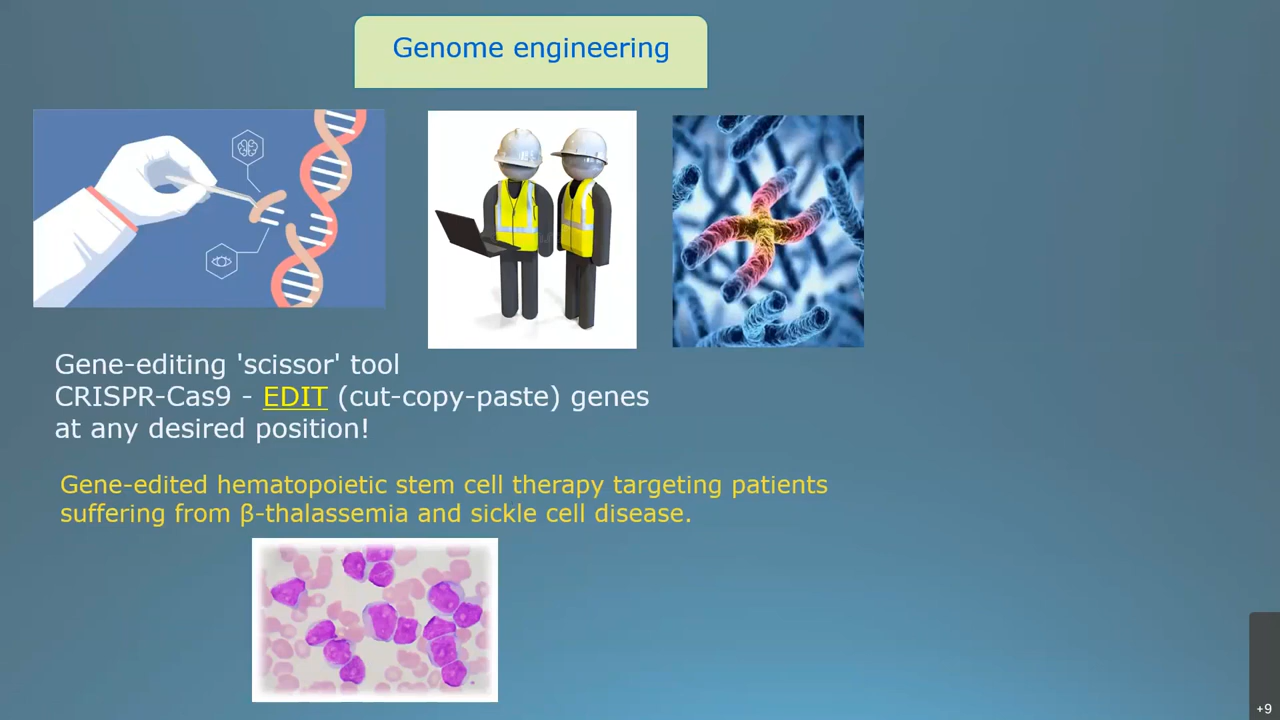 Genome engineering
Gene-editing 'scissor' tool
CRISPR-Cas9 - EDIT (cut-copy-paste) genes
at any desired position!
Gene-edited hematopoietic stem cell therapy targeting patients
suffering from β-thalassemia and sickle cell disease.
+9